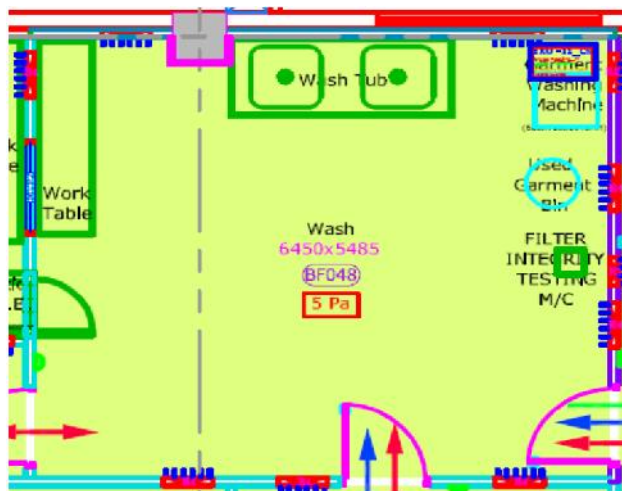 Wash Tub
Garment
Washing
Machine
Used
Garment
Bin
Work
Table
Wash
6450x5485
BF048
5 Pa
FILTER
INTEGRITY
TESTING
M/C